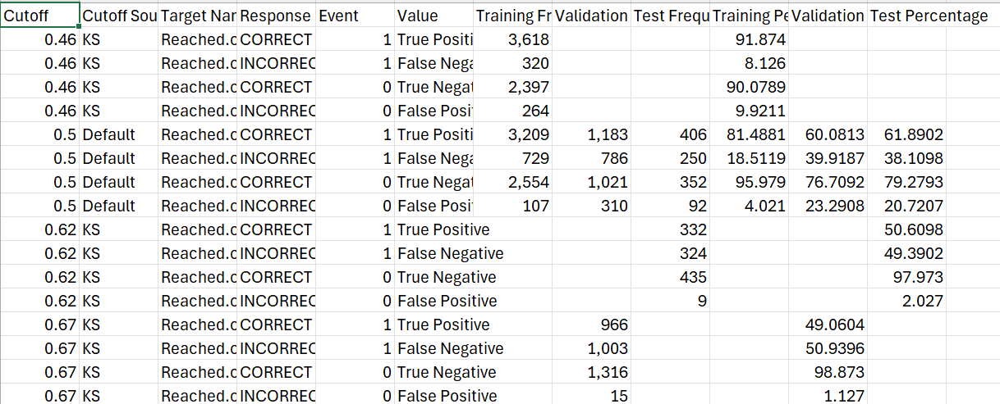 Cutoff Cutoff Sou Target Nar Response Event Value Training Fr Validation Test Frequ Training Pe Validation Test Percentage
0.46 KS Reached.c CORRECT 1 True Positi 3,618 91.874
0.46 KS Reached.c INCORREC 1 False Nega 320 8.126
0.46 KS Reached.c CORRECT 0 True Negat 2,397 90.0789
0.46 KS Reached.c INCORREC 0 False Posi 264 9.9211
0.5 Default Reached.c CORRECT 1 True Positi 3,209 1,183 406 81.4881 60.0813 61.8902
0.5 Default Reached.c INCORREC 1 False Nega 729 786 250 18.5119 39.9187 38.1098
0.5 Default Reached.c CORRECT 0 True Negat 2,554 1,021 352 95.979 76.7092 79.2793
0.5 Default Reached.c INCORREC 0 False Posi 107 310 92 4.021 23.2908 20.7207
0.62 KS Reached.c CORRECT 1 True Positive 332 50.6098
0.62 KS Reached.c INCORREC 1 False Negative 324 49.3902
0.62 KS Reached.c CORRECT 0 True Negative 435 97.973
0.62 KS Reached.c INCORREC 0 False Positive 9 2.027
0.67 KS Reached.c CORRECT 1 True Positive 966 49.0604
0.67 KS Reached.c INCORREC 1 False Negative 1,003 50.9396
0.67 KS Reached.c CORRECT 0 True Negative 1,316 98.873
0.67 KS Reached.c INCORREC 0 False Positive 15 1.127